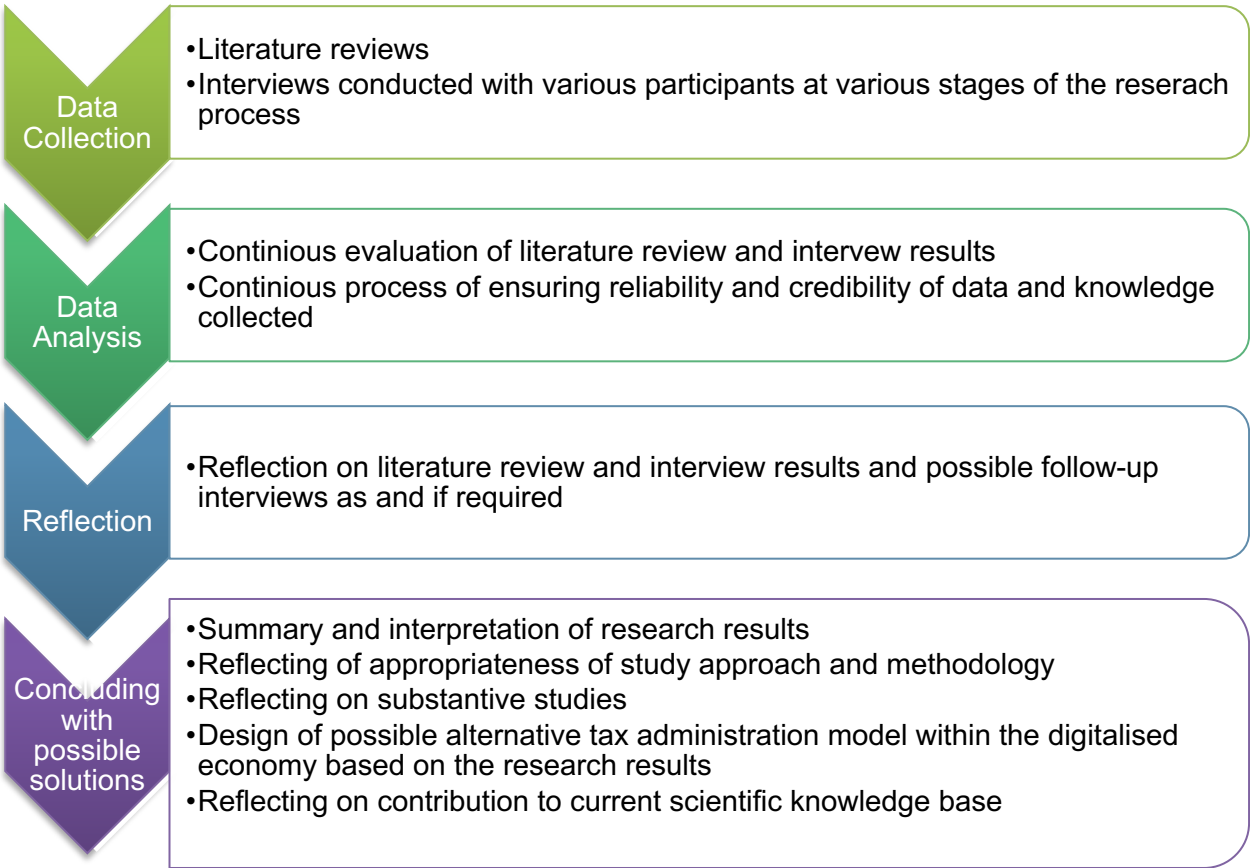 Data
Collection
•Literature reviews
•Interviews conducted with various participants at various stages of the reserach
process
Data
Analysis
•Continious evaluation of literature review and intervew results
•Continious process of ensuring reliability and credibility of data and knowledge
collected
Reflection
•Reflection on literature review and interview results and possible follow-up
interviews as and if required
Concluding
with
possible
solutions
•Summary and interpretation of research results
•Reflecting of appropriateness of study approach and methodology
•Reflecting on substantive studies
•Design of possible alternative tax administration model within the digitalised
economy based on the research results
•Reflecting on contribution to current scientific knowledge base